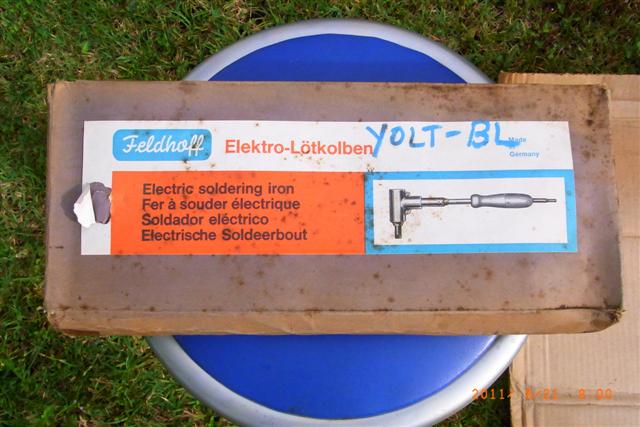 Feldhoff
Elektro-Lötkolben
YOLT-BL
Made
Germany
Electric soldering iron
Fer à souder électrique
Soldador eléctrico
Electrische Soldeerbout